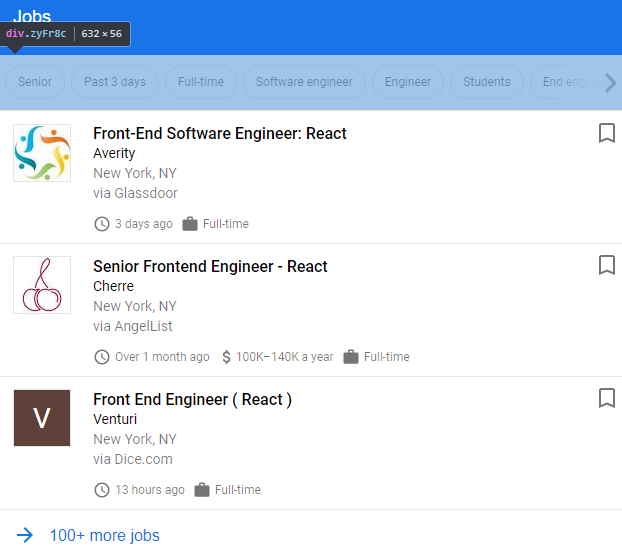 Jobs
div.zyFr8c 632×56
Senior Past 3 days Full-time Software engineer Engineer Students End engine
Front-End Software Engineer: React
Averity
New York, NY
via Glassdoor
3 days ago Full-time
Senior Frontend Engineer - React
Cherre
New York, NY
via AngelList
Over 1 month ago $ 100K–140K a year Full-time
V
Front End Engineer ( React )
Venturi
New York, NY
via Dice.com
13 hours ago Full-time
100+ more jobs